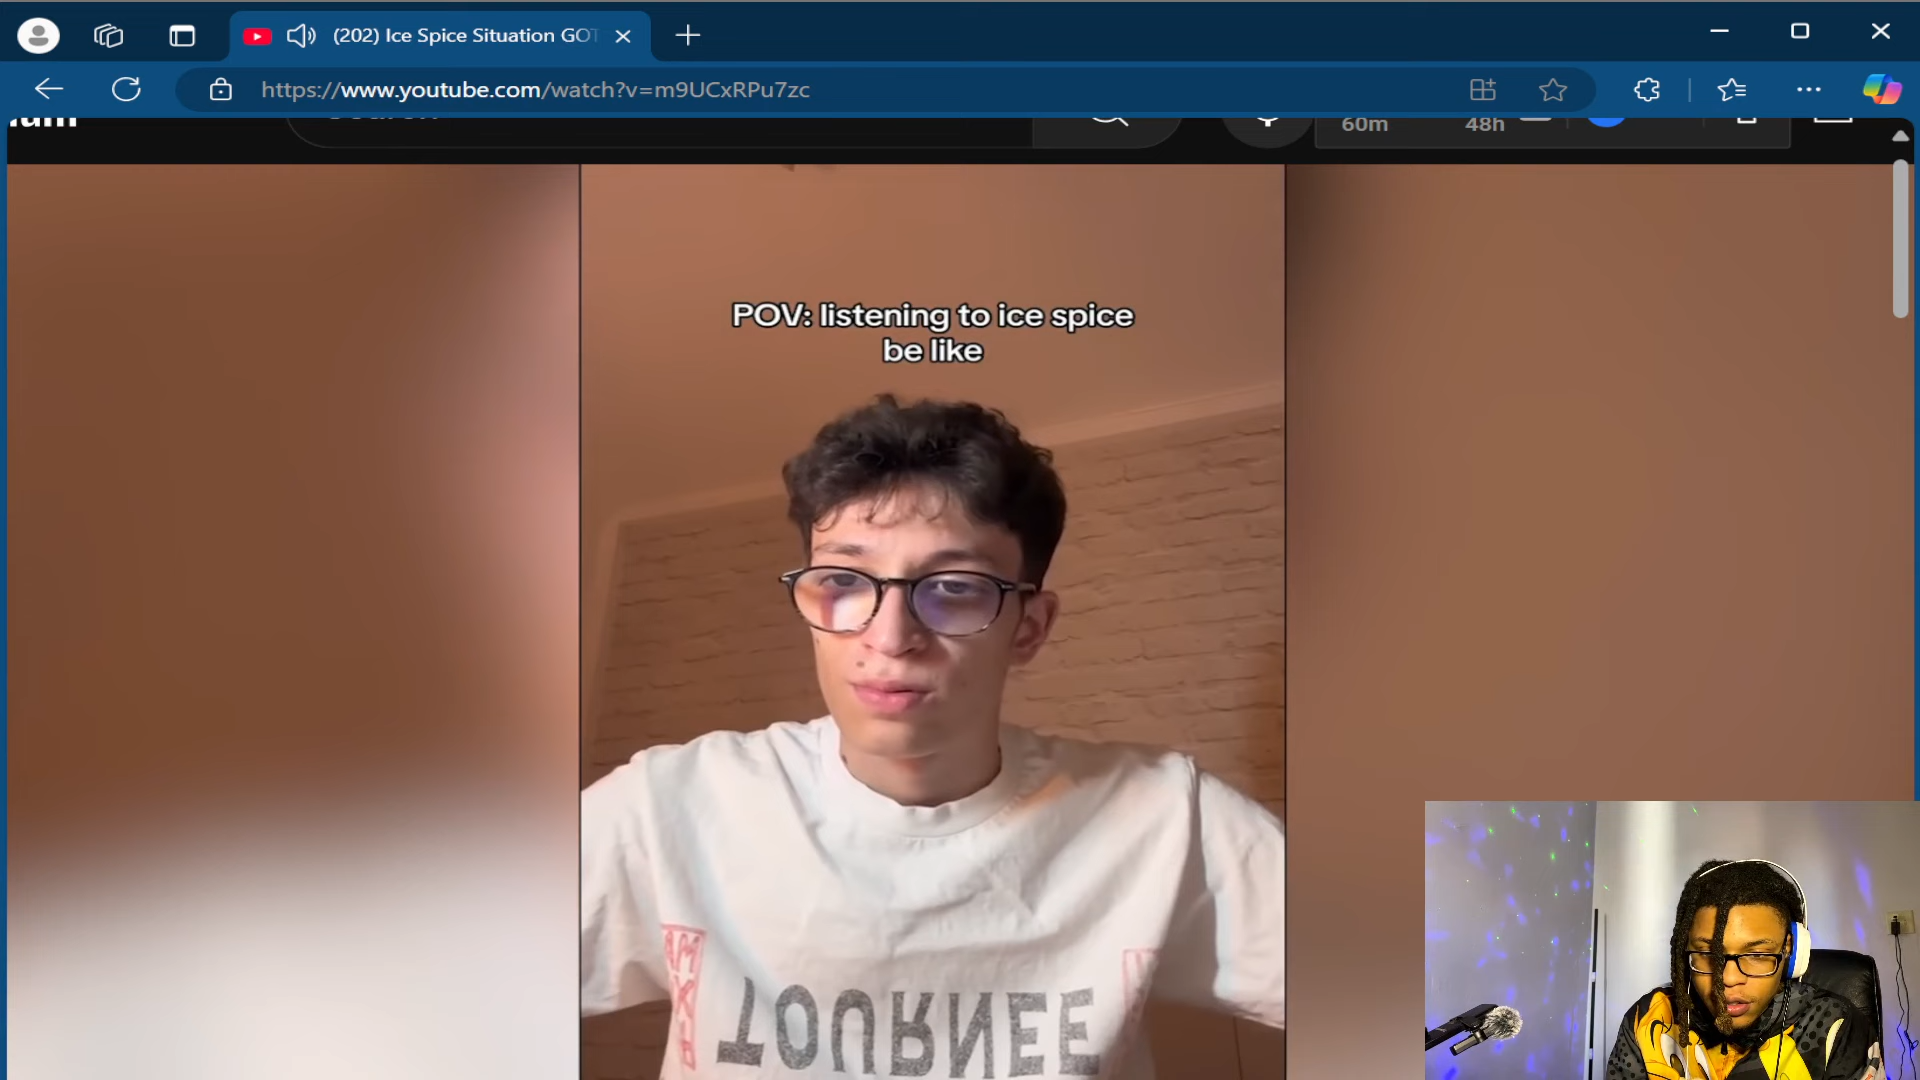 (202) Ice Spice Situation GOT
https://www.youtube.com/watch?v=m9UCxRPu7zc
60m 48h
POV: listening to ice spice
be like
TOURNEE